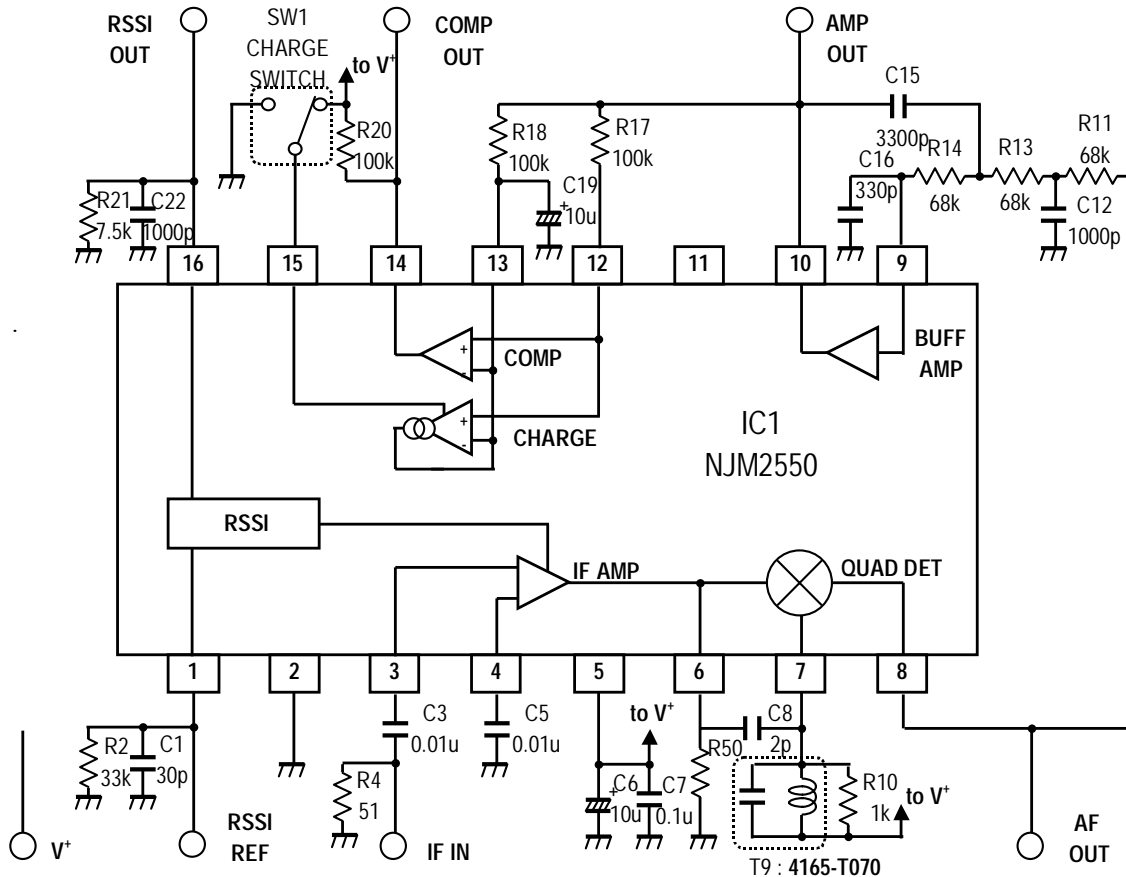 RSSI OUT
SW1 CHARGE SWITCH
to V+
COMP OUT
AMP OUT
R20 100k
R18 100k
R17 100k
C15 3300p
R11 68k
R14 68k
R13 68k
C16 330p
C19 + 10u
C12 1000p
R21 7.5k
C22 1000p
16
15
14
13
12
11
10
9
+
-
COMP
BUFF AMP
+
-
CHARGE
IC1
NJM2550
RSSI
IF AMP
QUAD DET
1
2
3
4
5
6
7
8
R2 33k
C1 30p
C3 0.01u
C5 0.01u
to V+
C8 2p
R50
R4 51
C6 + 10u
C7 0.1u
R10 1k
to V+
V+
RSSI REF
IF IN
AF OUT
T9 : 4165-T070